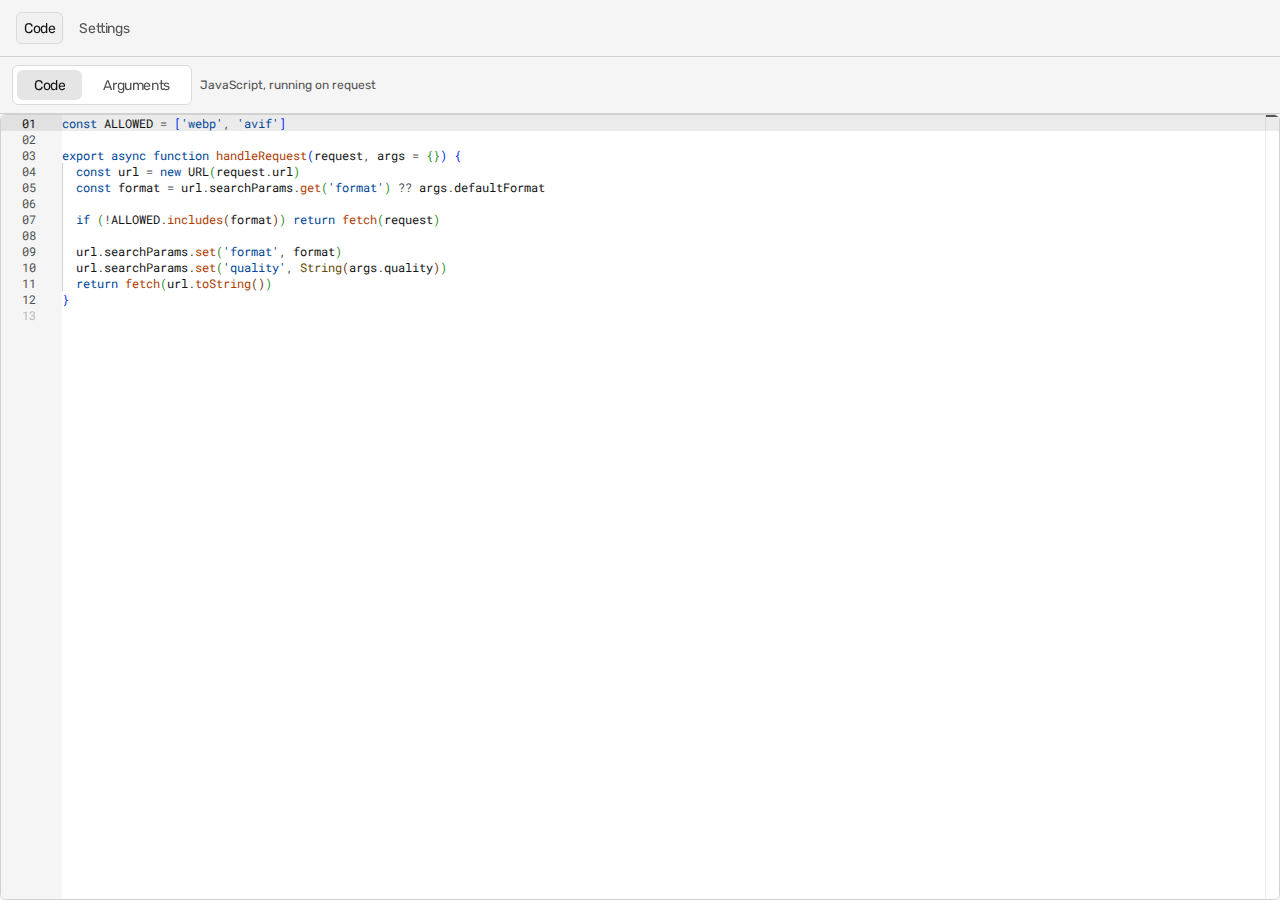 Code Settings
Code Arguments JavaScript, running on request
01 const ALLOWED = ['webp', 'avif']
02
03 export async function handleRequest(request, args = {}) {
04   const url = new URL(request.url)
05   const format = url.searchParams.get('format') ?? args.defaultFormat
06
07   if (!ALLOWED.includes(format)) return fetch(request)
08
09   url.searchParams.set('format', format)
10   url.searchParams.set('quality', String(args.quality))
11   return fetch(url.toString())
12 }
13